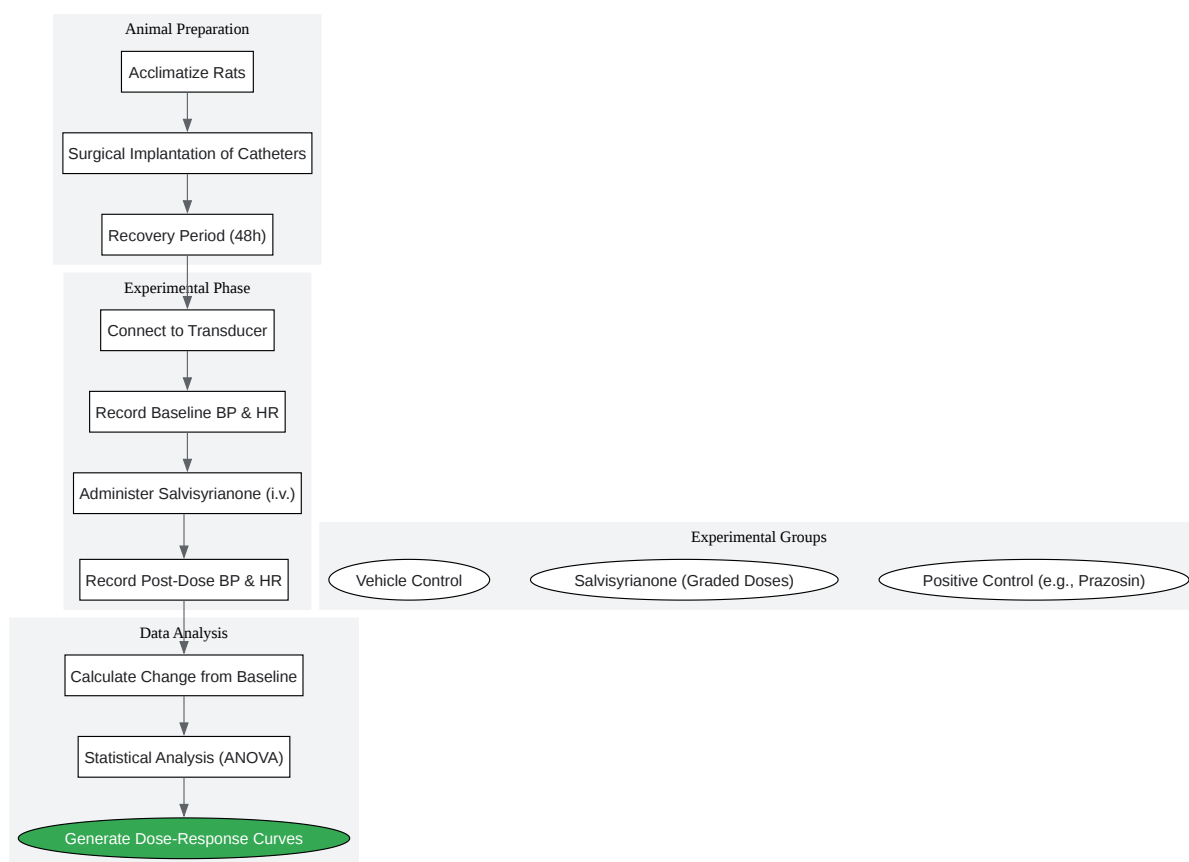 Animal Preparation
Acclimatize Rats
Surgical Implantation of Catheters
Recovery Period (48h)
Experimental Phase
Connect to Transducer
Record Baseline BP & HR
Administer Salvisyrianone (i.v.)
Record Post-Dose BP & HR
Experimental Groups
Vehicle Control
Salvisyrianone (Graded Doses)
Positive Control (e.g., Prazosin)
Data Analysis
Calculate Change from Baseline
Statistical Analysis (ANOVA)
Generate Dose-Response Curves